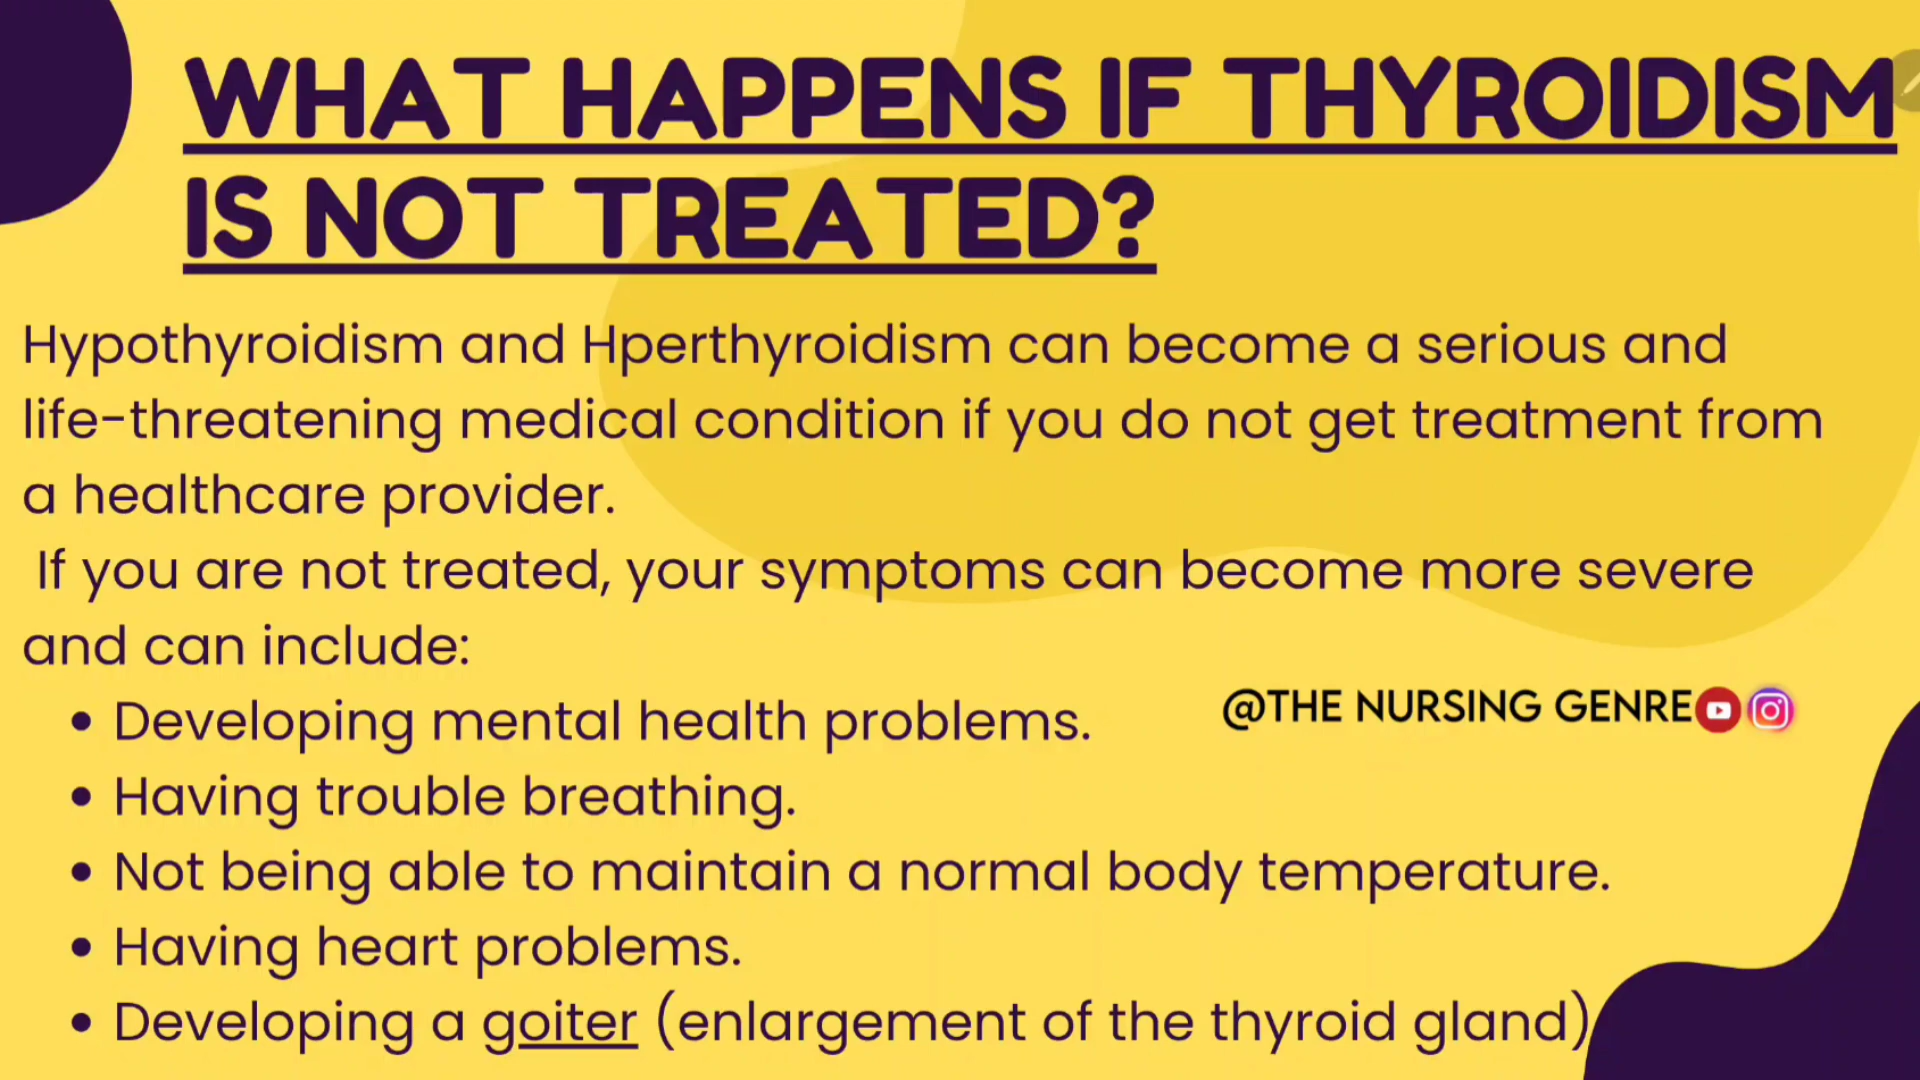 WHAT HAPPENS IF THYROIDISM
IS NOT TREATED?
Hypothyroidism and Hperthyroidism can become a serious and
life-threatening medical condition if you do not get treatment from
a healthcare provider.
If you are not treated, your symptoms can become more severe
and can include:
• Developing mental health problems.
@THE NURSING GENRE
• Having trouble breathing.
• Not being able to maintain a normal body temperature.
• Having heart problems.
• Developing a goiter (enlargement of the thyroid gland)